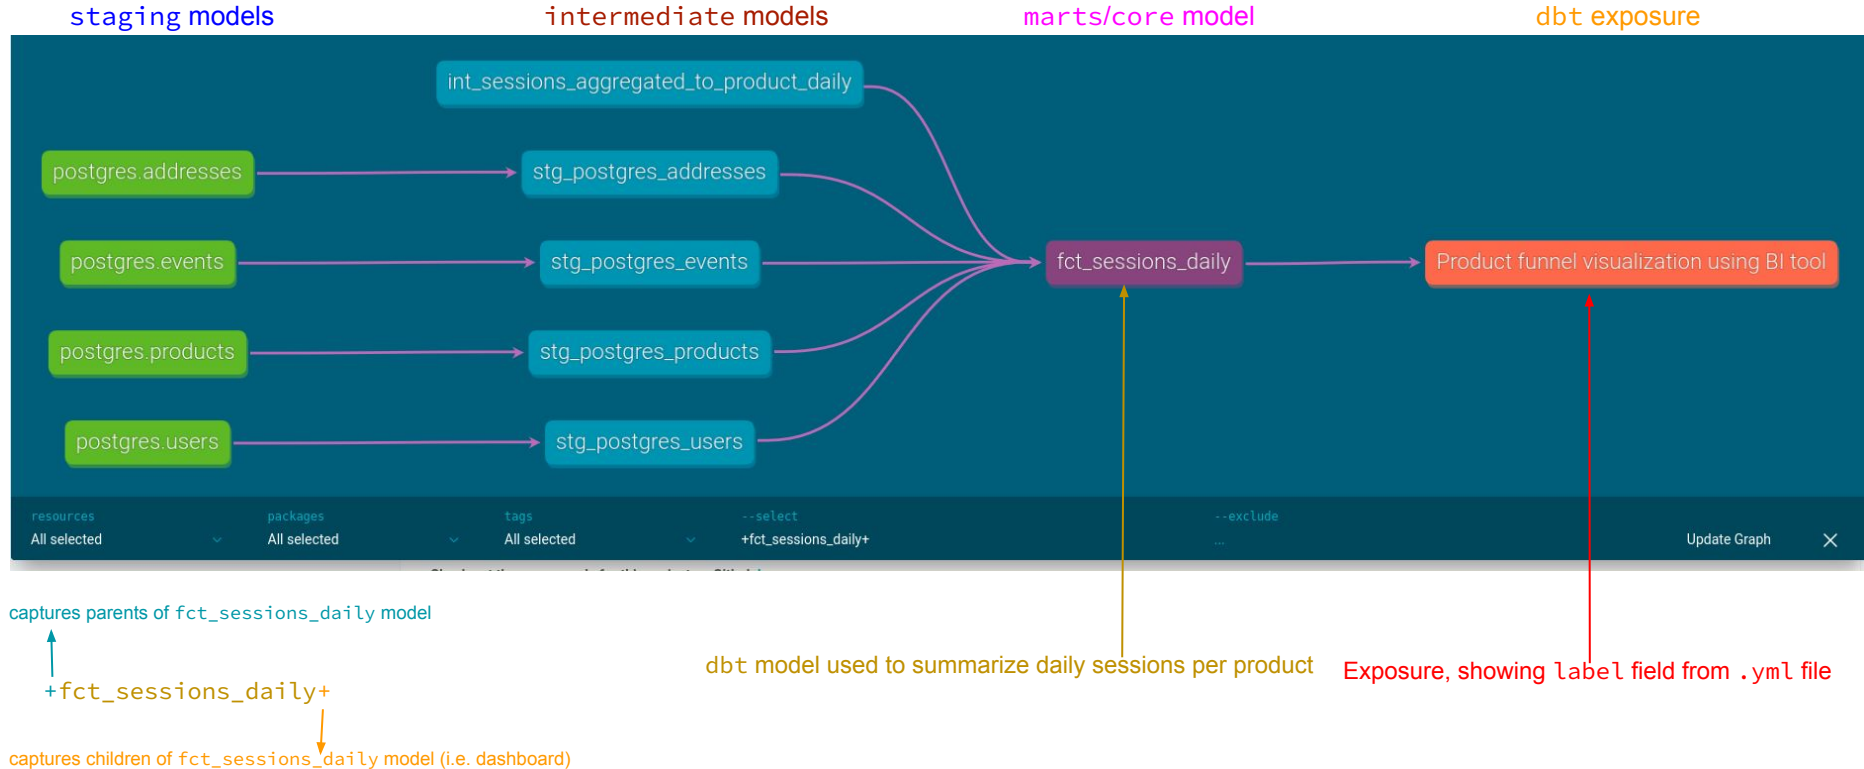 staging models
intermediate models
marts/core model
dbt exposure
int_sessions_aggregated_to_product_daily
postgres.addresses
stg_postgres_addresses
postgres.events
stg_postgres_events
fct_sessions_daily
Product funnel visualization using BI tool
postgres.products
stg_postgres_products
postgres.users
stg_postgres_users
resources
packages
tags
--select
--exclude
All selected
All selected
All selected
+fct_sessions_daily+
...
Update Graph
captures parents of fct_sessions_daily model
dbt model used to summarize daily sessions per product
Exposure, showing label field from .yml file
+fct_sessions_daily+
captures children of fct_sessions_daily model (i.e. dashboard)